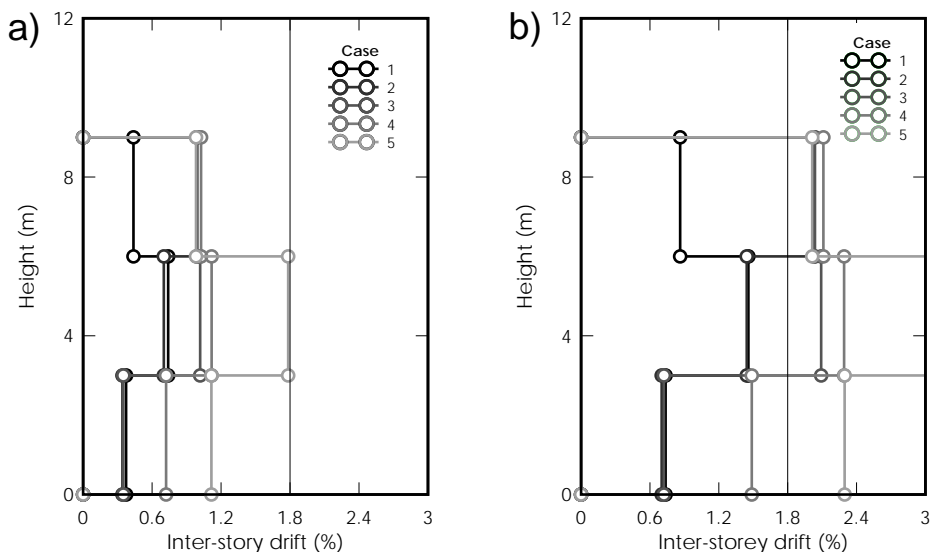 a)
12
8
4
0
Height (m)
Case
1
2
3
4
5
0 0.6 1.2 1.8 2.4 3
Inter-story drift (%)
b)
12
8
4
0
Height (m)
Case
1
2
3
4
5
0 0.6 1.2 1.8 2.4 3
Inter-storey drift (%)